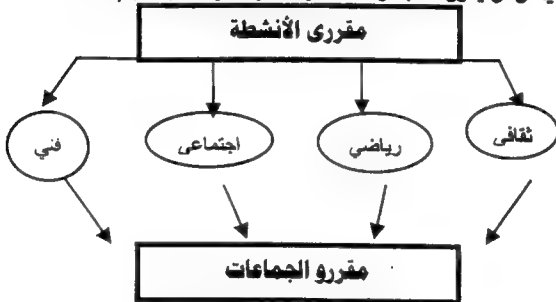 مقررى الأنشطة
ثقافى
رياضي
اجتماعى
فني
مقررو الجماعات